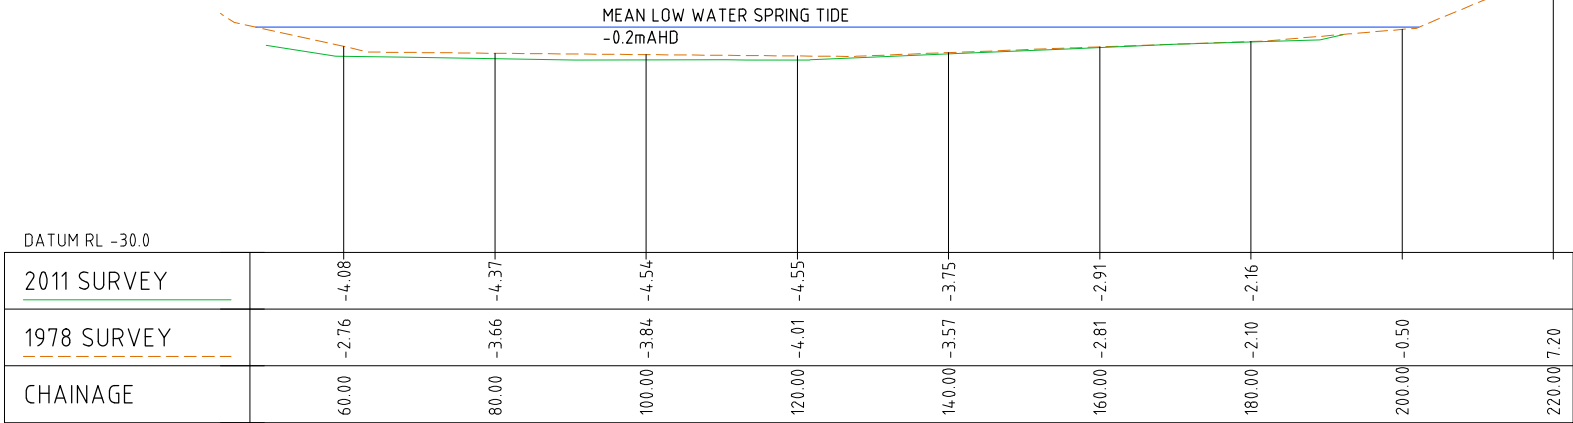 MEAN LOW WATER SPRING TIDE
-0.2mAHD
DATUM RL -30.0
2011 SURVEY -4.08 -4.37 -4.54 -4.55 -3.75 -2.91 -2.16
1978 SURVEY -2.76 -3.66 -3.84 -4.01 -3.57 -2.81 -2.10 -0.50 7.20
CHAINAGE 60.00 80.00 100.00 120.00 140.00 160.00 180.00 200.00 220.00